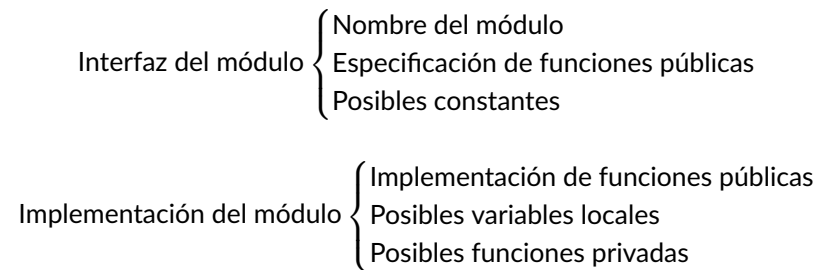 Nombre del módulo
Interfaz del módulo Especificación de funciones públicas
Posibles constantes
Implementación de funciones públicas
Implementación del módulo Posibles variables locales
Posibles funciones privadas